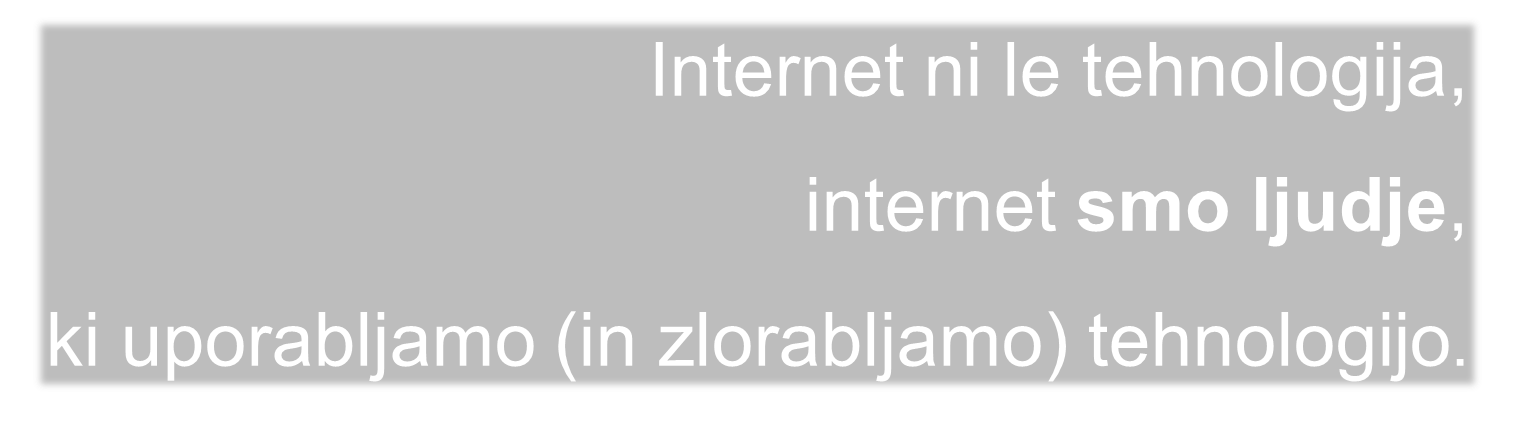 Internet ni le tehnologija,
internet smo ljudje,
ki uporabljamo (in zlorabljamo) tehnologijo.